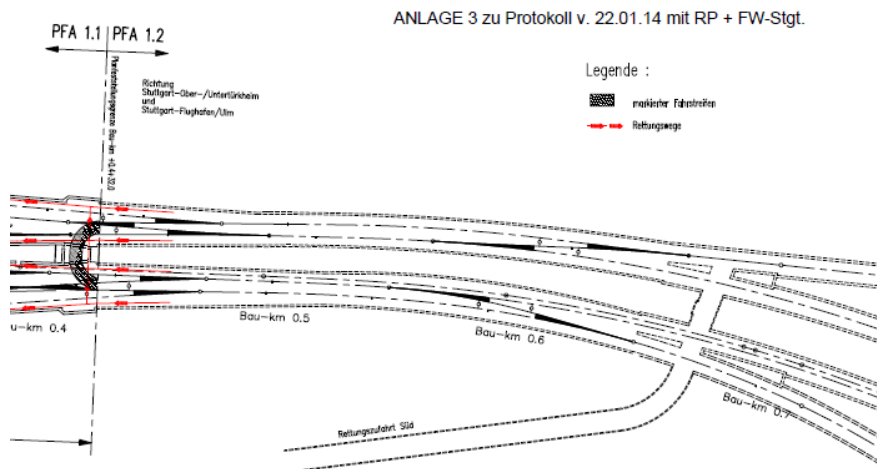 ANLAGE 3 zu Protokoll v. 22.01.14 mit RP + FW-Stgt.
PFA 1.1 PFA 1.2
Richtung
Stuttgart-Ober-/Untertürkheim
und
Stuttgart-Flughafen/Ulm
Legende :
markierter Fahrstreifen
Rettungswege
u-km 0.4
Bau-km 0.5
Bau-km 0.6
Bau-km 0.7
Rettungszufahrt Süd